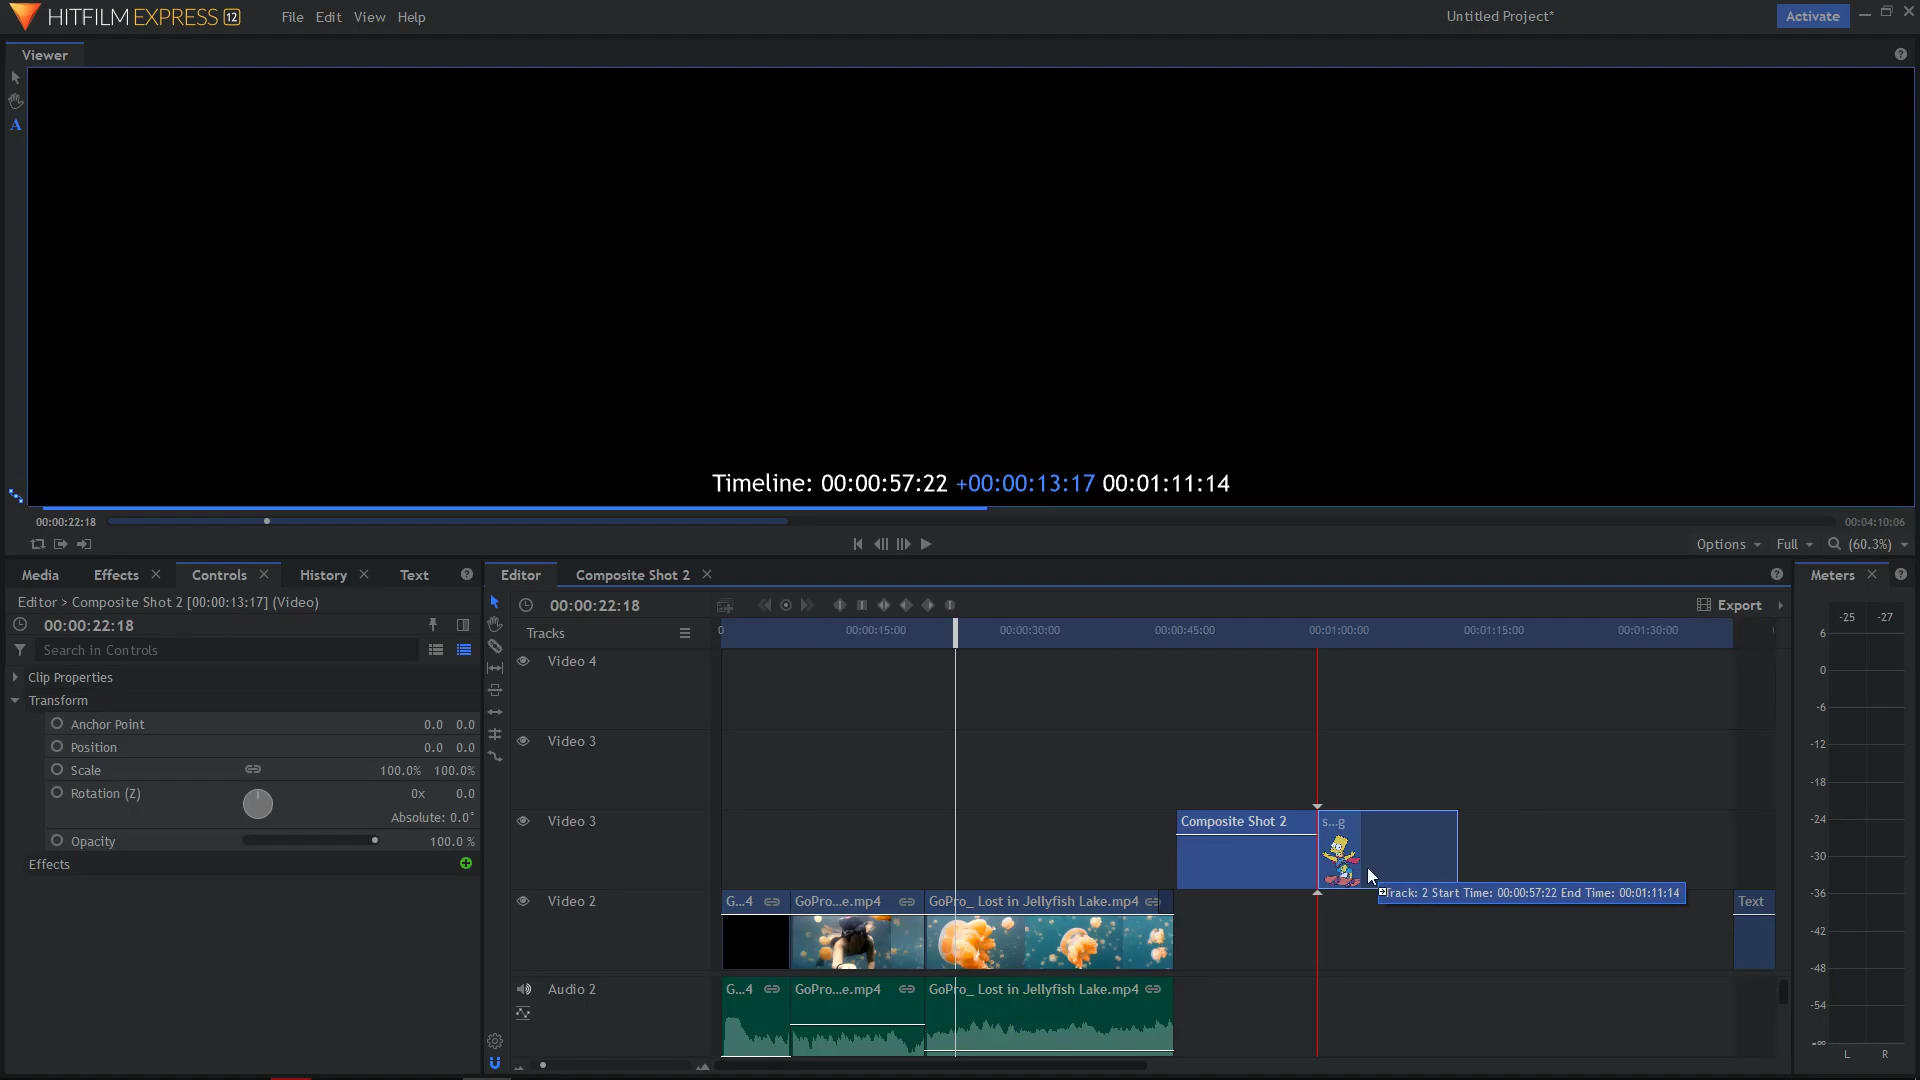 HITFILM EXPRESS 12
File Edit View Help
Untitled Project*
Activate
Viewer
A
Timeline: 00:00:57:22 +00:00:13:17 00:01:11:14
00:00:22:18
00:04:10:06
Options
Full
(60.3%)
Media
Effects
Controls
History
Text
Editor
Composite Shot 2
Meters
Editor > Composite Shot 2 [00:00:13:17] (Video)
00:00:22:18
Search in Controls
Clip Properties
Transform
Anchor Point 0.0 0.0
Position 0.0 0.0
Scale 100.0% 100.0%
Rotation (Z) 0x 0.0
Absolute: 0.0°
Opacity 100.0 %
Effects
00:00:22:18
Export
Tracks
0 00:00:15:00 00:00:30:00 00:00:45:00 00:01:00:00 00:01:15:00 00:01:30:00
Video 4
Video 3
Video 3
Composite Shot 2
s...g
Track: 2 Start Time: 00:00:57:22 End Time: 00:01:11:14
Video 2
G...4
GoPro...e.mp4
GoPro_ Lost in Jellyfish Lake.mp4
Text
Audio 2
G...4
GoPro...e.mp4
GoPro_ Lost in Jellyfish Lake.mp4
-25 -27
6
0
-6
-12
-18
-24
-30
-36
-42
-48
-54
-∞
L R